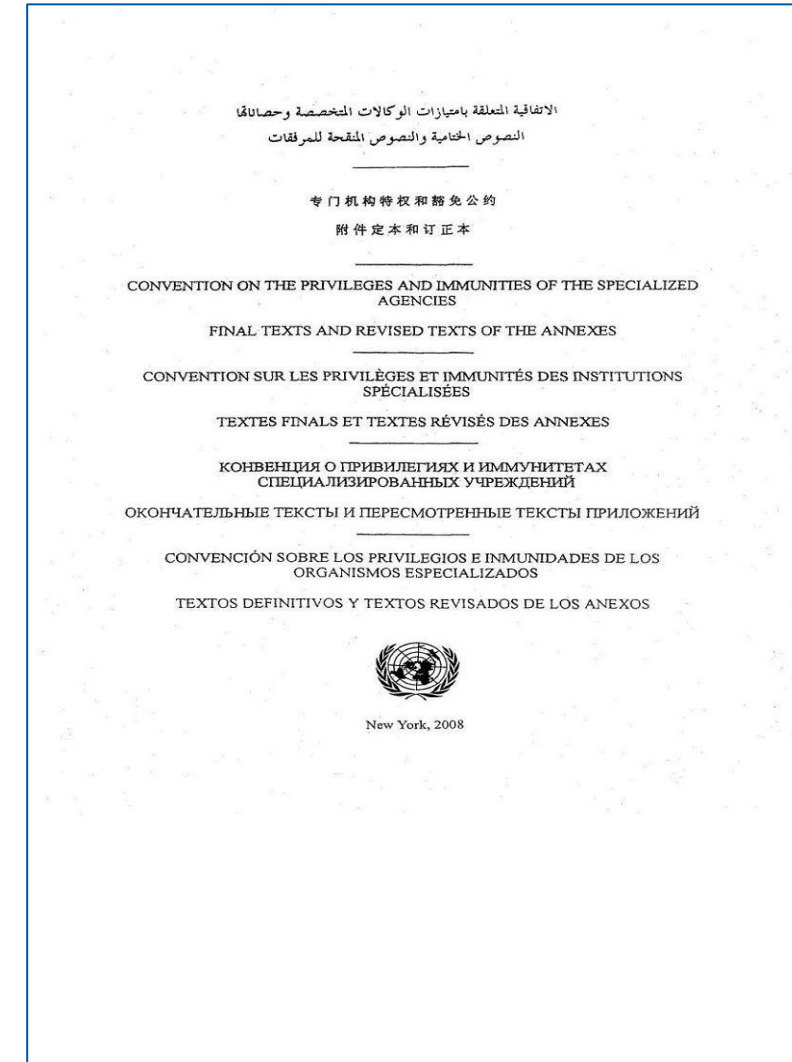 الاتفاقية المتعلقة بامتيازات الوكالات المتخصصة وحصاناتها
النصوص الختامية والنصوص المنقحة للمرفقات
专门机构特权和豁免公约
附件定本和订正本
CONVENTION ON THE PRIVILEGES AND IMMUNITIES OF THE SPECIALIZED
AGENCIES
FINAL TEXTS AND REVISED TEXTS OF THE ANNEXES
CONVENTION SUR LES PRIVILÈGES ET IMMUNITÉS DES INSTITUTIONS
SPÉCIALISÉES
TEXTES FINALS ET TEXTES RÉVISÉS DES ANNEXES
КОНВЕНЦИЯ О ПРИВИЛЕГИЯХ И ИММУНИТЕТАХ
СПЕЦИАЛИЗИРОВАННЫХ УЧРЕЖДЕНИЙ
ОКОНЧАТЕЛЬНЫЕ ТЕКСТЫ И ПЕРЕСМОТРЕННЫЕ ТЕКСТЫ ПРИЛОЖЕНИЙ
CONVENCIÓN SOBRE LOS PRIVILEGIOS E INMUNIDADES DE LOS
ORGANISMOS ESPECIALIZADOS
TEXTOS DEFINITIVOS Y TEXTOS REVISADOS DE LOS ANEXOS
New York, 2008